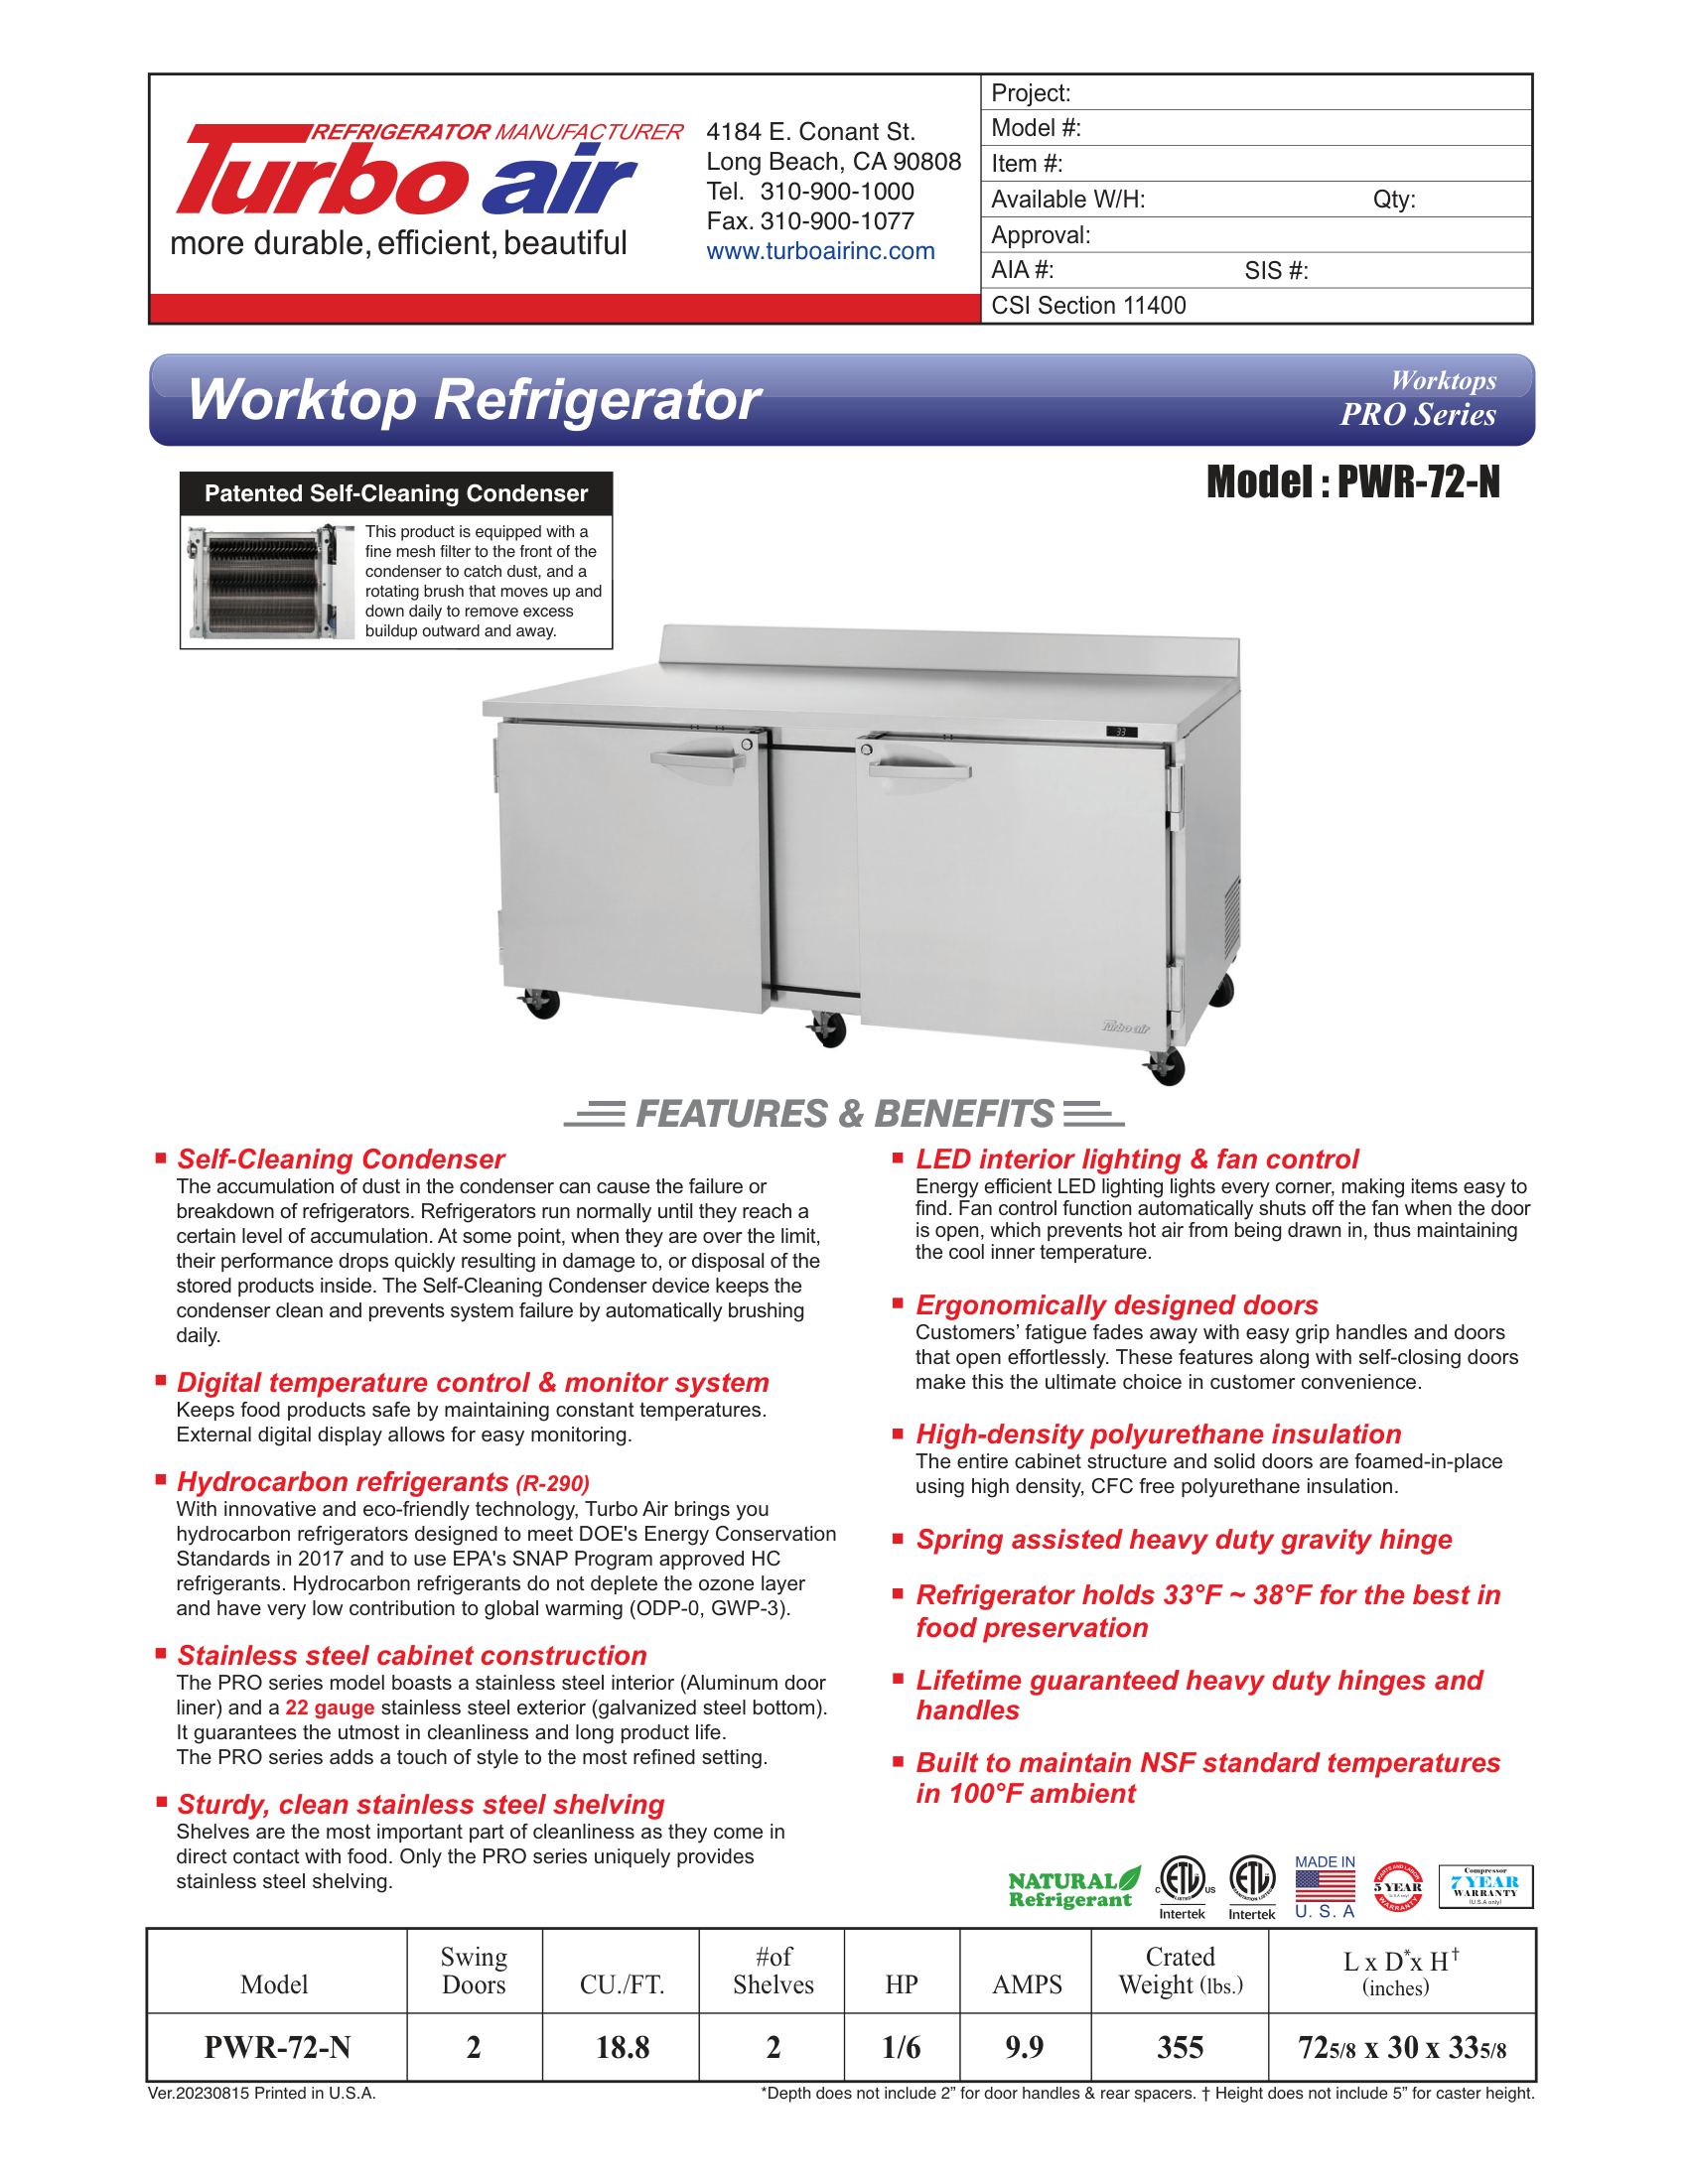 REFRIGERATOR MANUFACTURER
Turbo air
more durable, efficient, beautiful
4184 E. Conant St.
Long Beach, CA 90808
Tel. 310-900-1000
Fax. 310-900-1077
www.turboairinc.com
Project:
Model #:
Item #:
Available W/H: Qty:
Approval:
AIA #: SIS #:
CSI Section 11400
Worktop Refrigerator
Worktops
PRO Series
Model : PWR-72-N
Patented Self-Cleaning Condenser
This product is equipped with a
fine mesh filter to the front of the
condenser to catch dust, and a
rotating brush that moves up and
down daily to remove excess
buildup outward and away.
33
Turbo air
FEATURES & BENEFITS
Self-Cleaning Condenser
The accumulation of dust in the condenser can cause the failure or
breakdown of refrigerators. Refrigerators run normally until they reach a
certain level of accumulation. At some point, when they are over the limit,
their performance drops quickly resulting in damage to, or disposal of the
stored products inside. The Self-Cleaning Condenser device keeps the
condenser clean and prevents system failure by automatically brushing
daily.
Digital temperature control & monitor system
Keeps food products safe by maintaining constant temperatures.
External digital display allows for easy monitoring.
Hydrocarbon refrigerants (R-290)
With innovative and eco-friendly technology, Turbo Air brings you
hydrocarbon refrigerators designed to meet DOE's Energy Conservation
Standards in 2017 and to use EPA's SNAP Program approved HC
refrigerants. Hydrocarbon refrigerants do not deplete the ozone layer
and have very low contribution to global warming (ODP-0, GWP-3).
Stainless steel cabinet construction
The PRO series model boasts a stainless steel interior (Aluminum door
liner) and a 22 gauge stainless steel exterior (galvanized steel bottom).
It guarantees the utmost in cleanliness and long product life.
The PRO series adds a touch of style to the most refined setting.
Sturdy, clean stainless steel shelving
Shelves are the most important part of cleanliness as they come in
direct contact with food. Only the PRO series uniquely provides
stainless steel shelving.
LED interior lighting & fan control
Energy efficient LED lighting lights every corner, making items easy to
find. Fan control function automatically shuts off the fan when the door
is open, which prevents hot air from being drawn in, thus maintaining
the cool inner temperature.
Ergonomically designed doors
Customers' fatigue fades away with easy grip handles and doors
that open effortlessly. These features along with self-closing doors
make this the ultimate choice in customer convenience.
High-density polyurethane insulation
The entire cabinet structure and solid doors are foamed-in-place
using high density, CFC free polyurethane insulation.
Spring assisted heavy duty gravity hinge
Refrigerator holds 33°F ~ 38°F for the best in
food preservation
Lifetime guaranteed heavy duty hinges and
handles
Built to maintain NSF standard temperatures
in 100°F ambient
NATURAL
Refrigerant
C ETL US
LISTED
Intertek
ETL
SANITATION LISTED
Intertek
MADE IN
U. S. A
PARTS AND LABOR
5 YEAR
(U.S.A only)
WARRANTY
Compressor
7 YEAR
WARRANTY
(U.S.A only)
Model Swing Doors CU./FT. #of Shelves HP AMPS Crated Weight (lbs.) L x D* x H† (inches)
PWR-72-N 2 18.8 2 1/6 9.9 355 72 5/8 x 30 x 33 5/8
Ver.20230815 Printed in U.S.A.
*Depth does not include 2” for door handles & rear spacers. † Height does not include 5” for caster height.